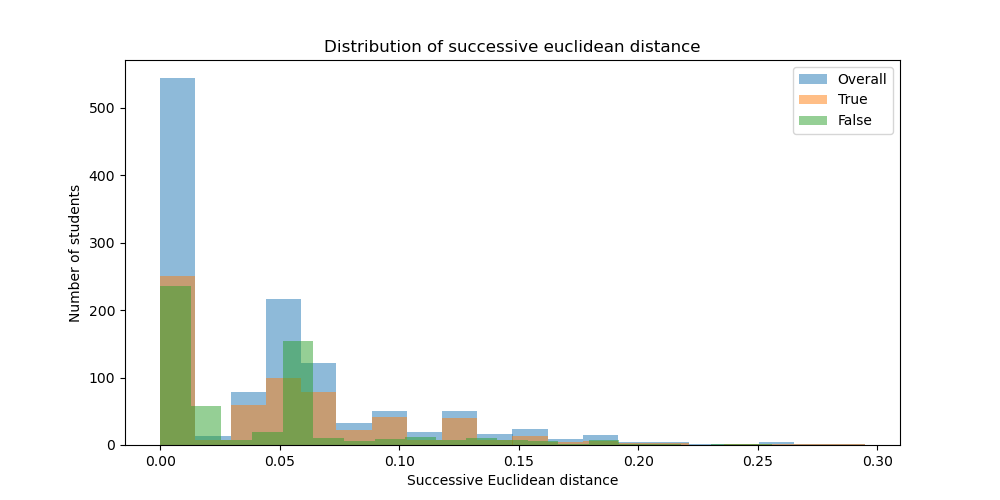 Distribution of successive euclidean distance
Overall
True
False
Number of students
500
400
300
200
100
0
0.00 0.05 0.10 0.15 0.20 0.25 0.30
Successive Euclidean distance